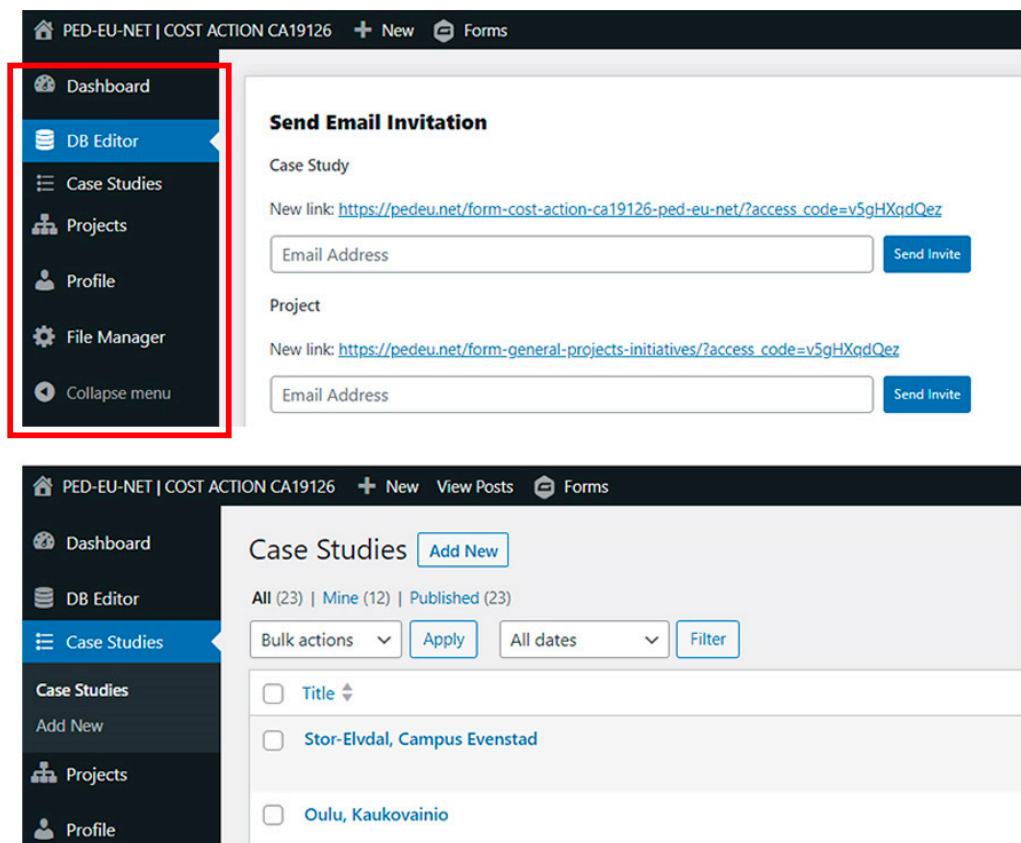 PED-EU-NET | COST ACTION CA19126 + New Forms
Dashboard
DB Editor
Case Studies
Projects
Profile
File Manager
Collapse menu
Send Email Invitation
Case Study
New link: https://pedeu.net/form-cost-action-ca19126-ped-eu-net/?access_code=v5gHXqdQez
Email Address Send Invite
Project
New link: https://pedeu.net/form-general-projects-initiatives/?access_code=v5gHXqdQez
Email Address Send Invite
PED-EU-NET | COST ACTION CA19126 + New View Posts Forms
Dashboard
DB Editor
Case Studies
Case Studies
Add New
Projects
Profile
Case Studies Add New
All (23) | Mine (12) | Published (23)
Bulk actions Apply All dates Filter
Title
Stor-Elvdal, Campus Evenstad
Oulu, Kaukovainio